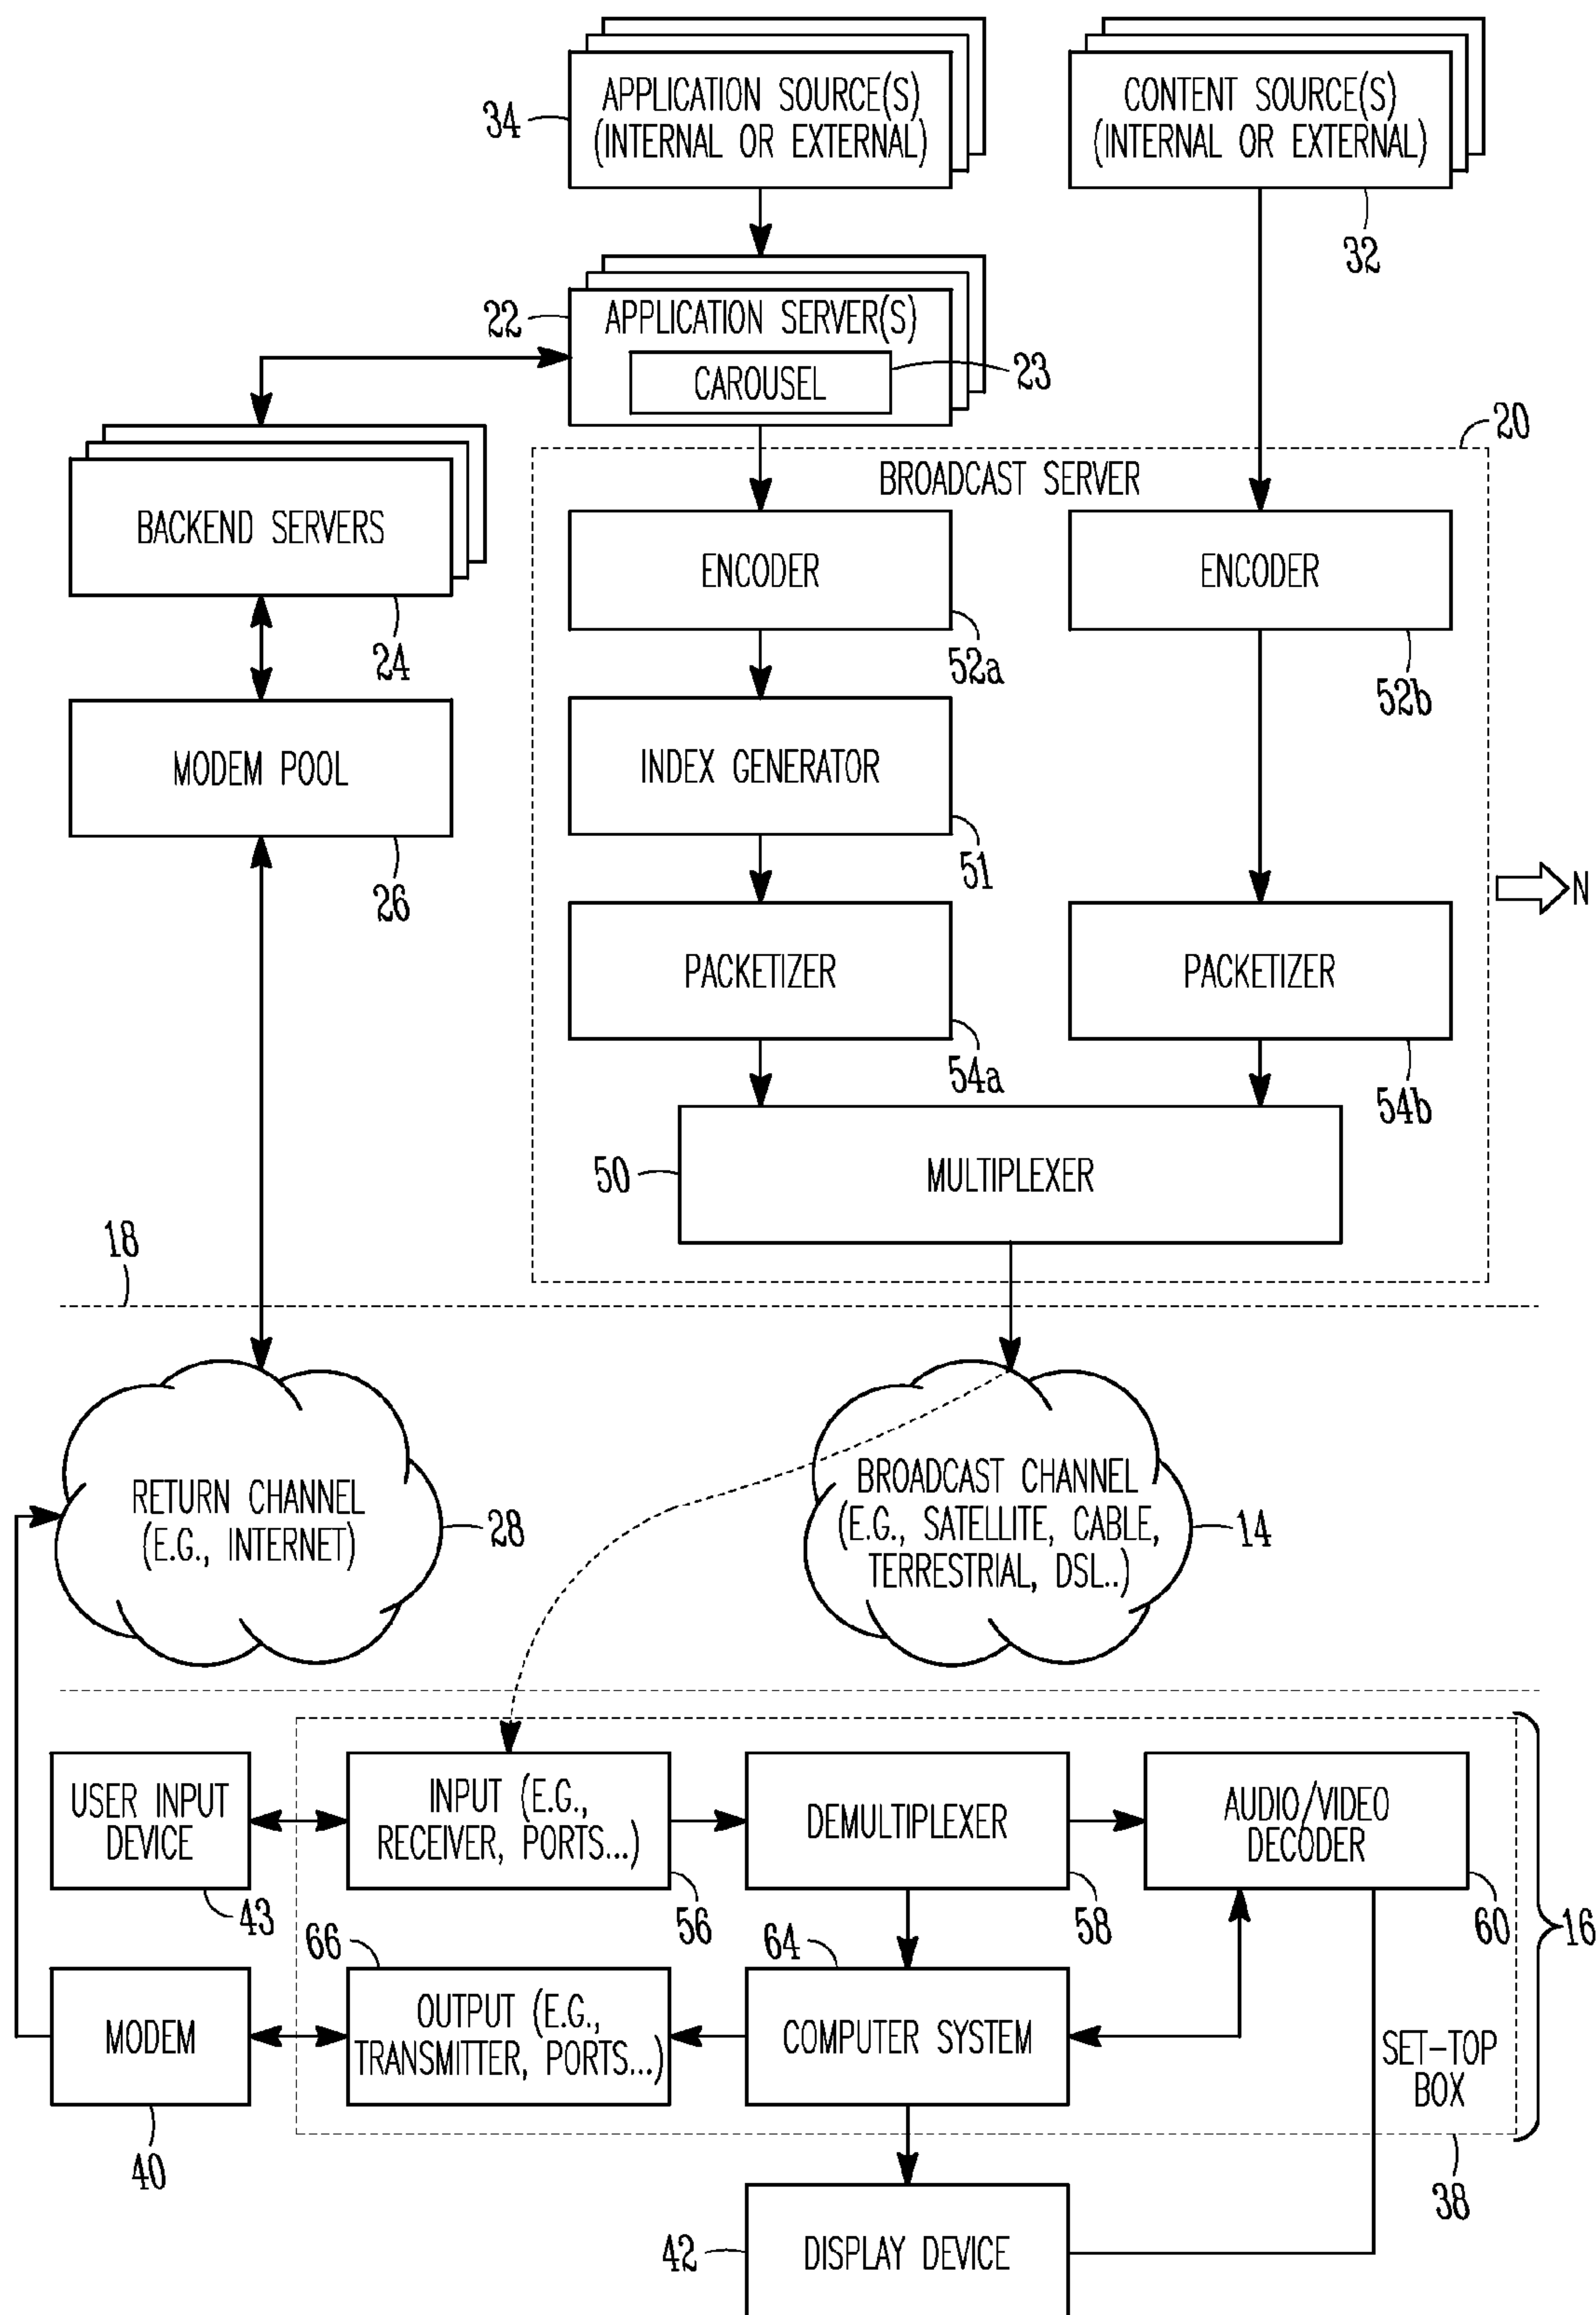 APPLICATION SOURCE(S)
(INTERNAL OR EXTERNAL)
34
CONTENT SOURCE(S)
(INTERNAL OR EXTERNAL)
32
22
APPLICATION SERVER(S)
CAROUSEL
23
20
BROADCAST SERVER
BACKEND SERVERS
24
ENCODER
52a
ENCODER
52b
MODEM POOL
26
INDEX GENERATOR
51
N
PACKETIZER
54a
PACKETIZER
54b
50
MULTIPLEXER
18
RETURN CHANNEL
(E.G., INTERNET)
28
BROADCAST CHANNEL
(E.G., SATELLITE, CABLE,
TERRESTRIAL, DSL..)
14
USER INPUT
DEVICE
43
INPUT (E.G.,
RECEIVER, PORTS...)
56
DEMULTIPLEXER
58
AUDIO/VIDEO
DECODER
60
16
66
64
MODEM
40
OUTPUT (E.G.,
TRANSMITTER, PORTS...)
COMPUTER SYSTEM
SET-TOP
BOX
38
42
DISPLAY DEVICE